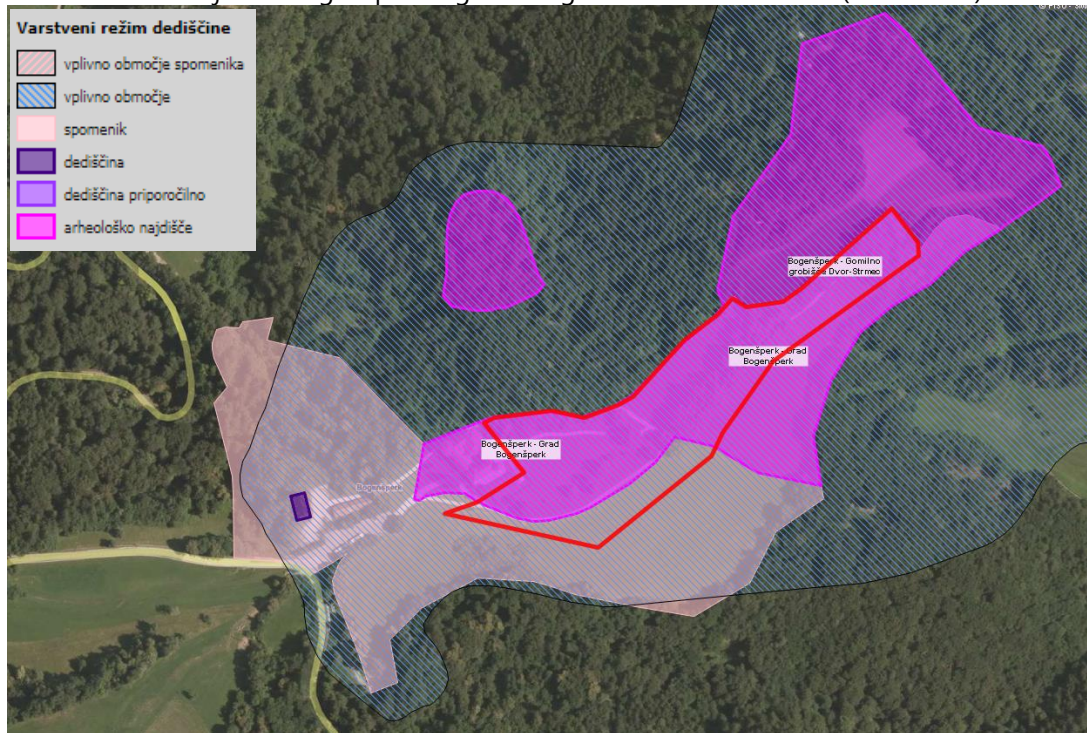 Varstveni režim dediščine
vplivno območje spomenika
vplivno območje
spomenik
dediščina
dediščina priporočilno
arheološko najdišče
Bogenšperk - Gomilno
grobišče Dvor-Strmec
Bogenšperk - Grad
Bogenšperk
Bogenšperk - Grad
Bogenšperk
Bogenšperk